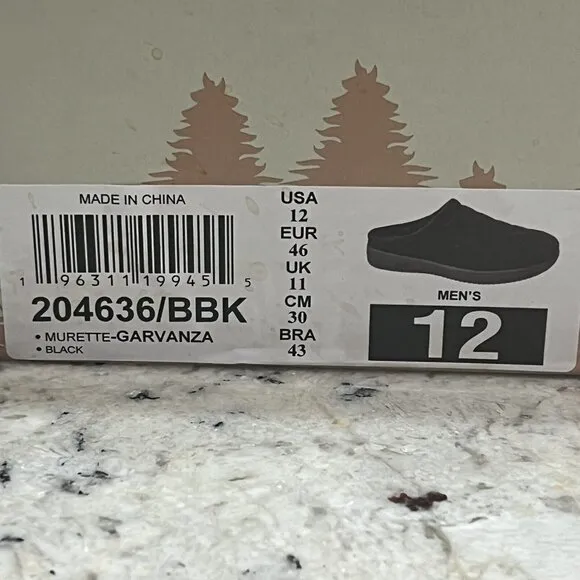 MADE IN CHINA
1 96311 19945 5
204636/BBK
• MURETTE-GARVANZA
• BLACK
USA
12
EUR
46
UK
11
CM
30
BRA
43
MEN'S
12